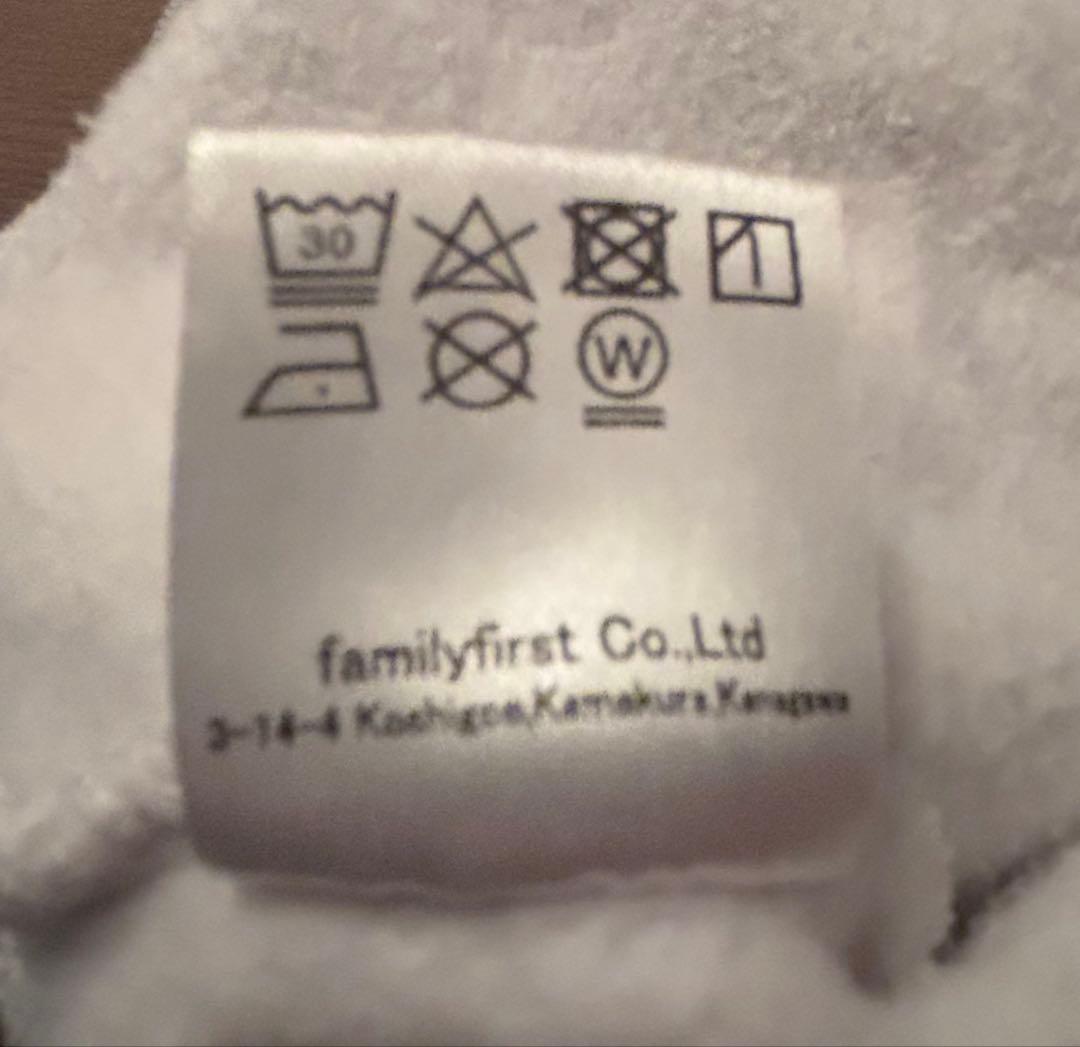 30
W
familyfirst Co.,Ltd
3-14-4 Koshigoe,Kamakura,Kanagawa